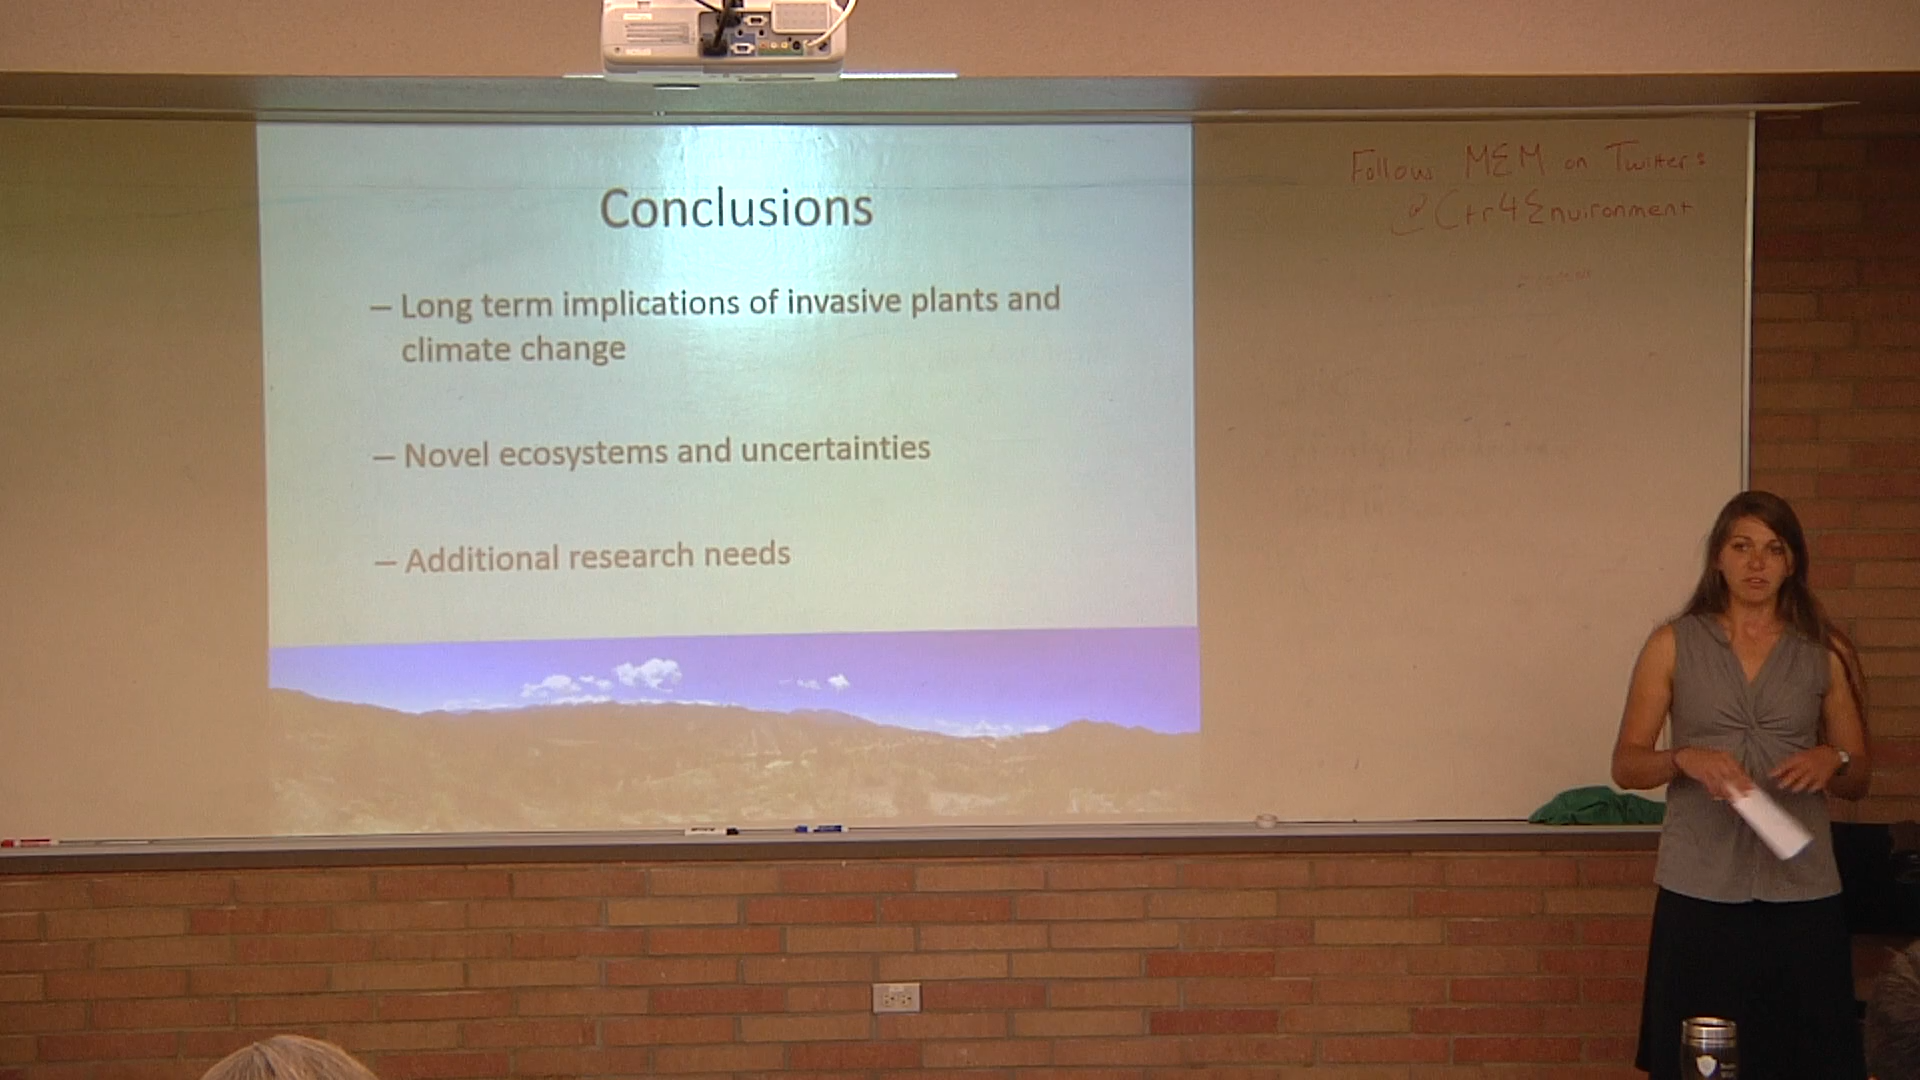 Follow MEM on Twitter:
@Ctr4Environment
Conclusions
– Long term implications of invasive plants and
climate change
– Novel ecosystems and uncertainties
– Additional research needs